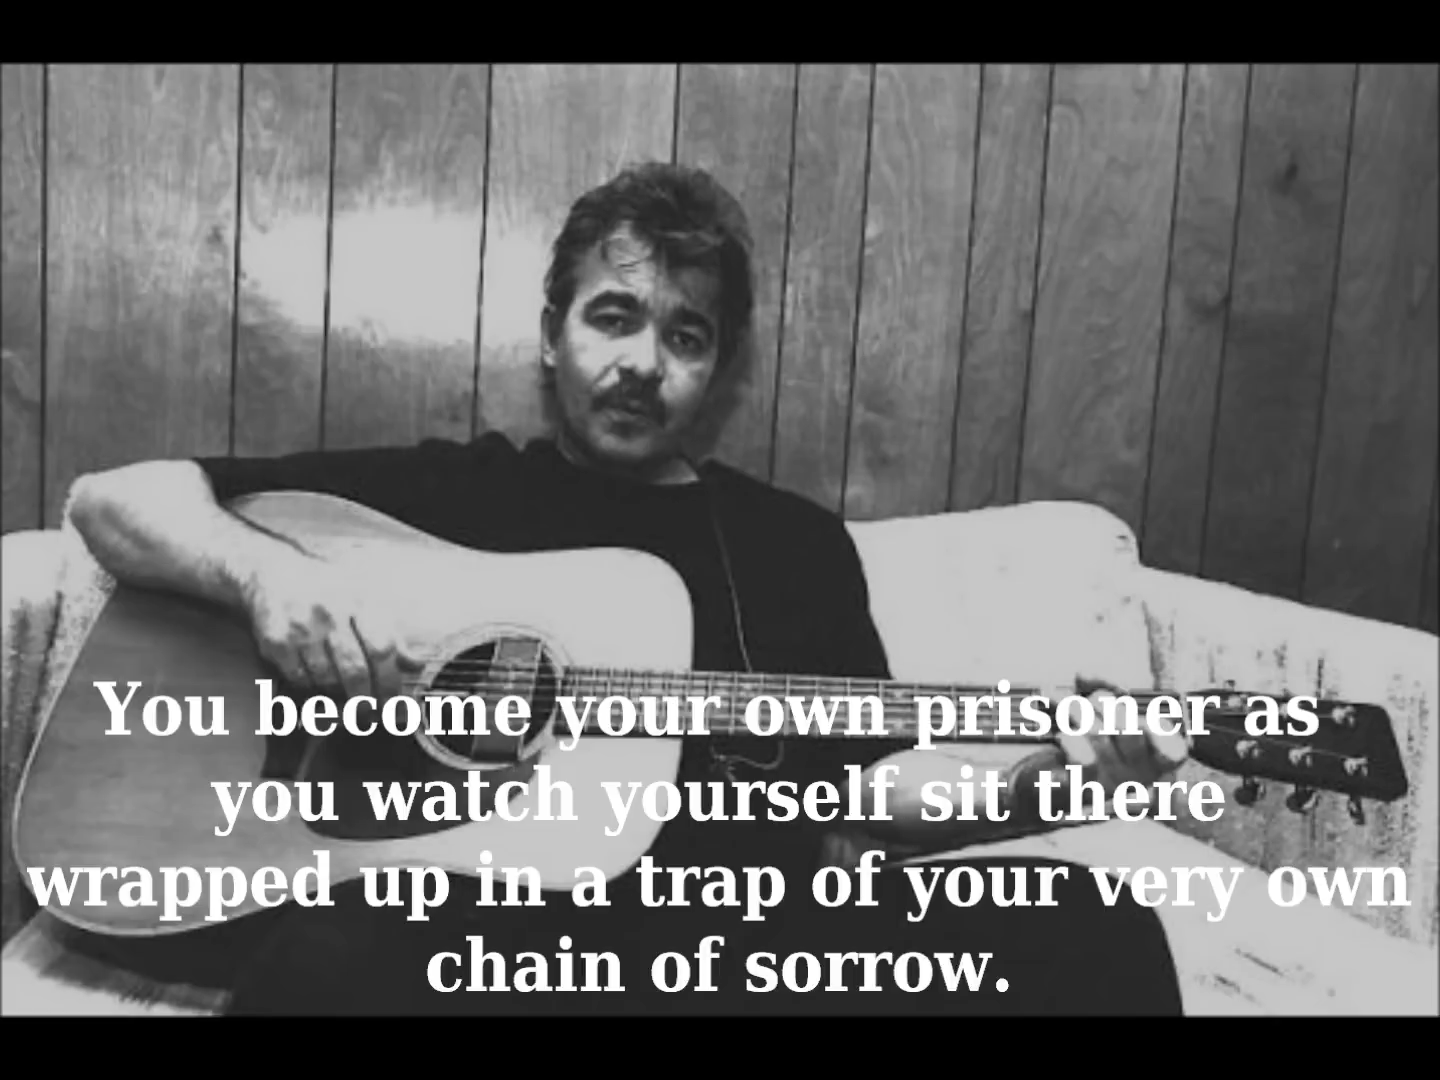 You become your own prisoner as
you watch yourself sit there
wrapped up in a trap of your very own
chain of sorrow.